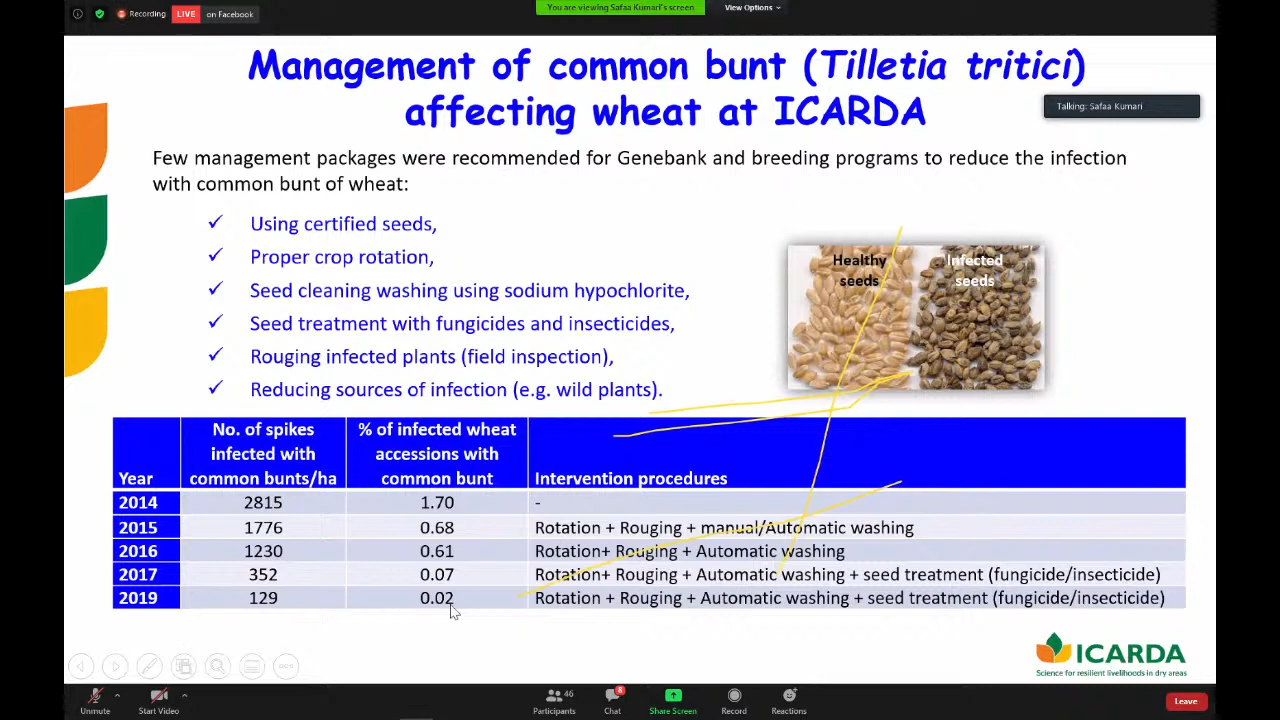 Recording
LIVE
on Facebook
You are viewing Safaa Kumari's screen
View Options
Management of common bunt (Tilletia tritici)
affecting wheat at ICARDA
Talking: Safaa Kumari
Few management packages were recommended for Genebank and breeding programs to reduce the infection
with common bunt of wheat:
✓ Using certified seeds,
✓ Proper crop rotation,
✓ Seed cleaning washing using sodium hypochlorite,
✓ Seed treatment with fungicides and insecticides,
✓ Rouging infected plants (field inspection),
✓ Reducing sources of infection (e.g. wild plants).
Healthy
seeds
Infected
seeds
Year
No. of spikes
infected with
common bunts/ha
% of infected wheat
accessions with
common bunt
Intervention procedures
2014 2815 1.70 -
2015 1776 0.68 Rotation + Rouging + manual/Automatic washing
2016 1230 0.61 Rotation+ Rouging + Automatic washing
2017 352 0.07 Rotation+ Rouging + Automatic washing + seed treatment (fungicide/insecticide)
2019 129 0.02 Rotation + Rouging + Automatic washing + seed treatment (fungicide/insecticide)
ICARDA
Science for resilient livelihoods in dry areas
Unmute
Start Video
46
Participants
8
Chat
Share Screen
Record
Reactions
Leave